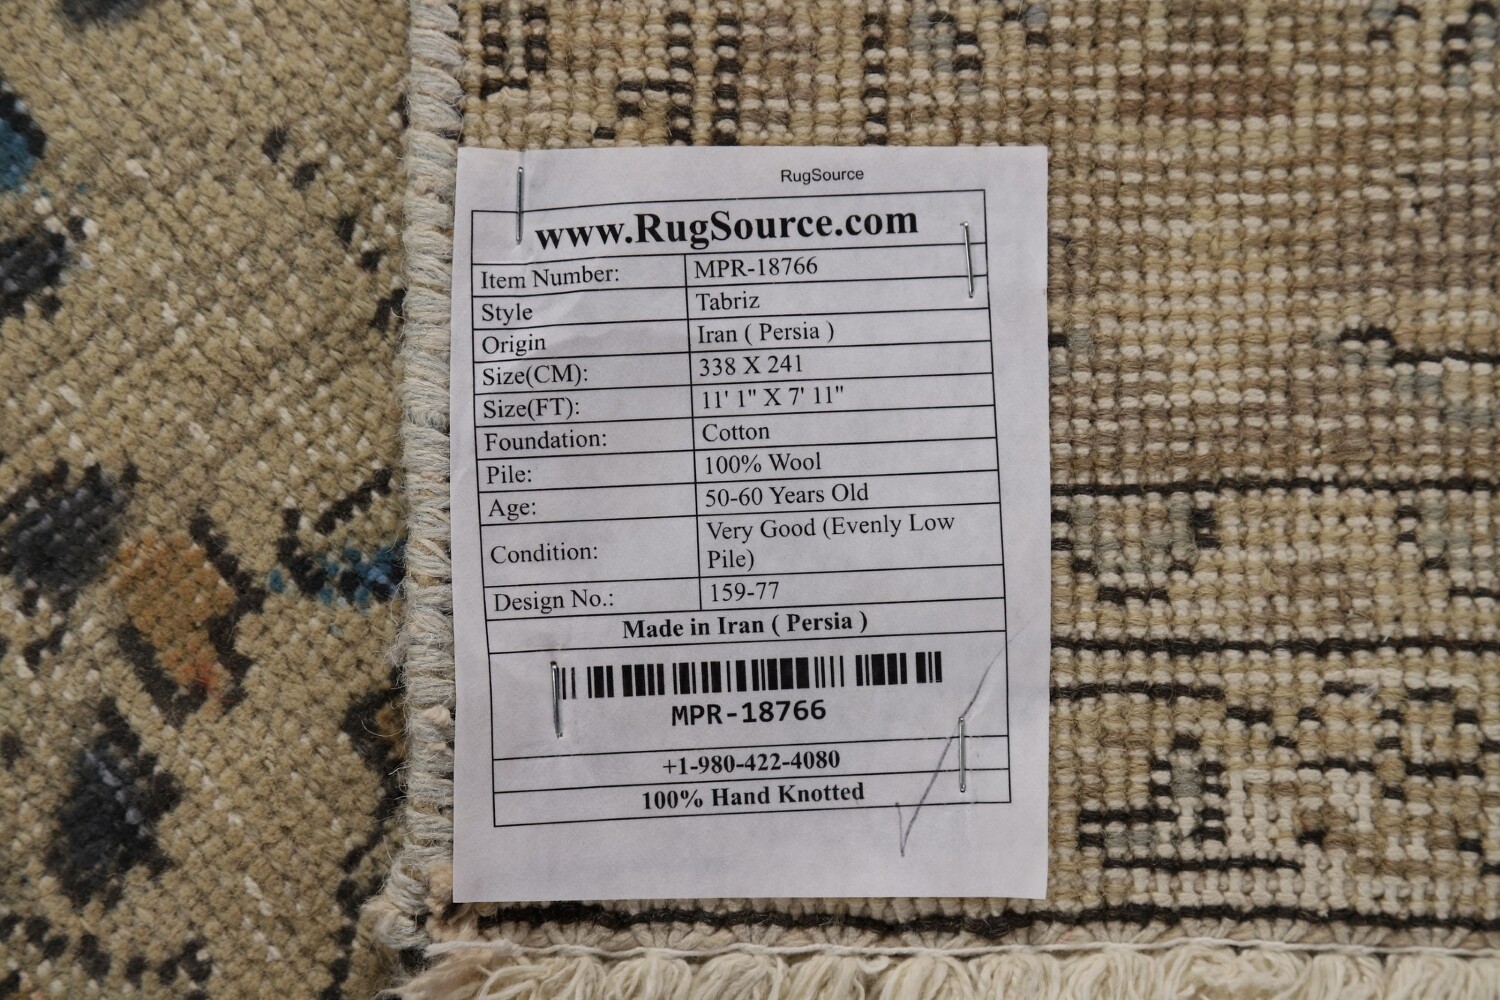 RugSource
www.RugSource.com
Item Number: MPR-18766
Style Tabriz
Origin Iran ( Persia )
Size(CM): 338 X 241
Size(FT): 11' 1" X 7' 11"
Foundation: Cotton
Pile: 100% Wool
Age: 50-60 Years Old
Condition: Very Good (Evenly Low
Pile)
Design No.: 159-77
Made in Iran ( Persia )
MPR-18766
+1-980-422-4080
100% Hand Knotted